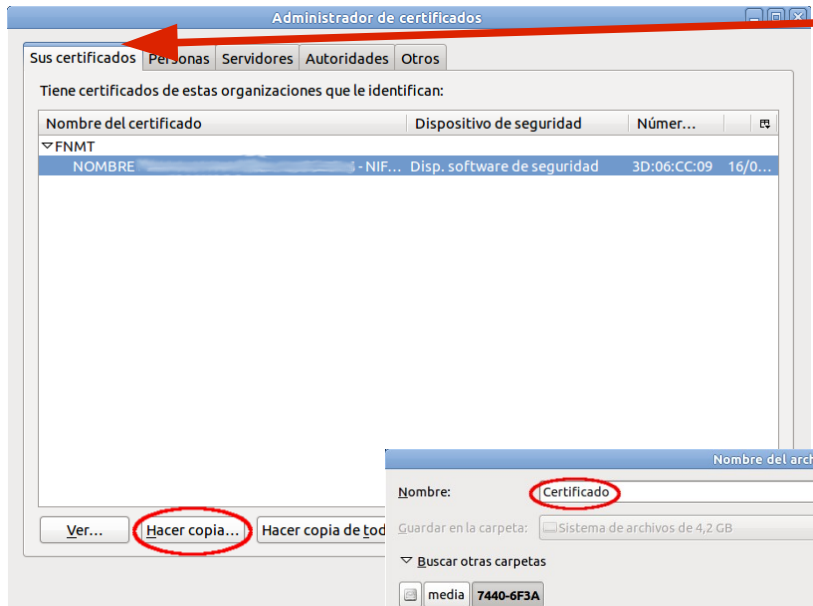 Administrador de certificados
Sus certificados Personas Servidores Autoridades Otros
Tiene certificados de estas organizaciones que le identifican:
Nombre del certificado Dispositivo de seguridad Númer...
FNMT
NOMBRE - NIF... Disp. software de seguridad 3D:06:CC:09 16/0...
Nombre del arch
Nombre: Certificado
Ver... Hacer copia... Hacer copia de tod
Guardar en la carpeta: Sistema de archivos de 4,2 GB
Buscar otras carpetas
media 7440-6F3A